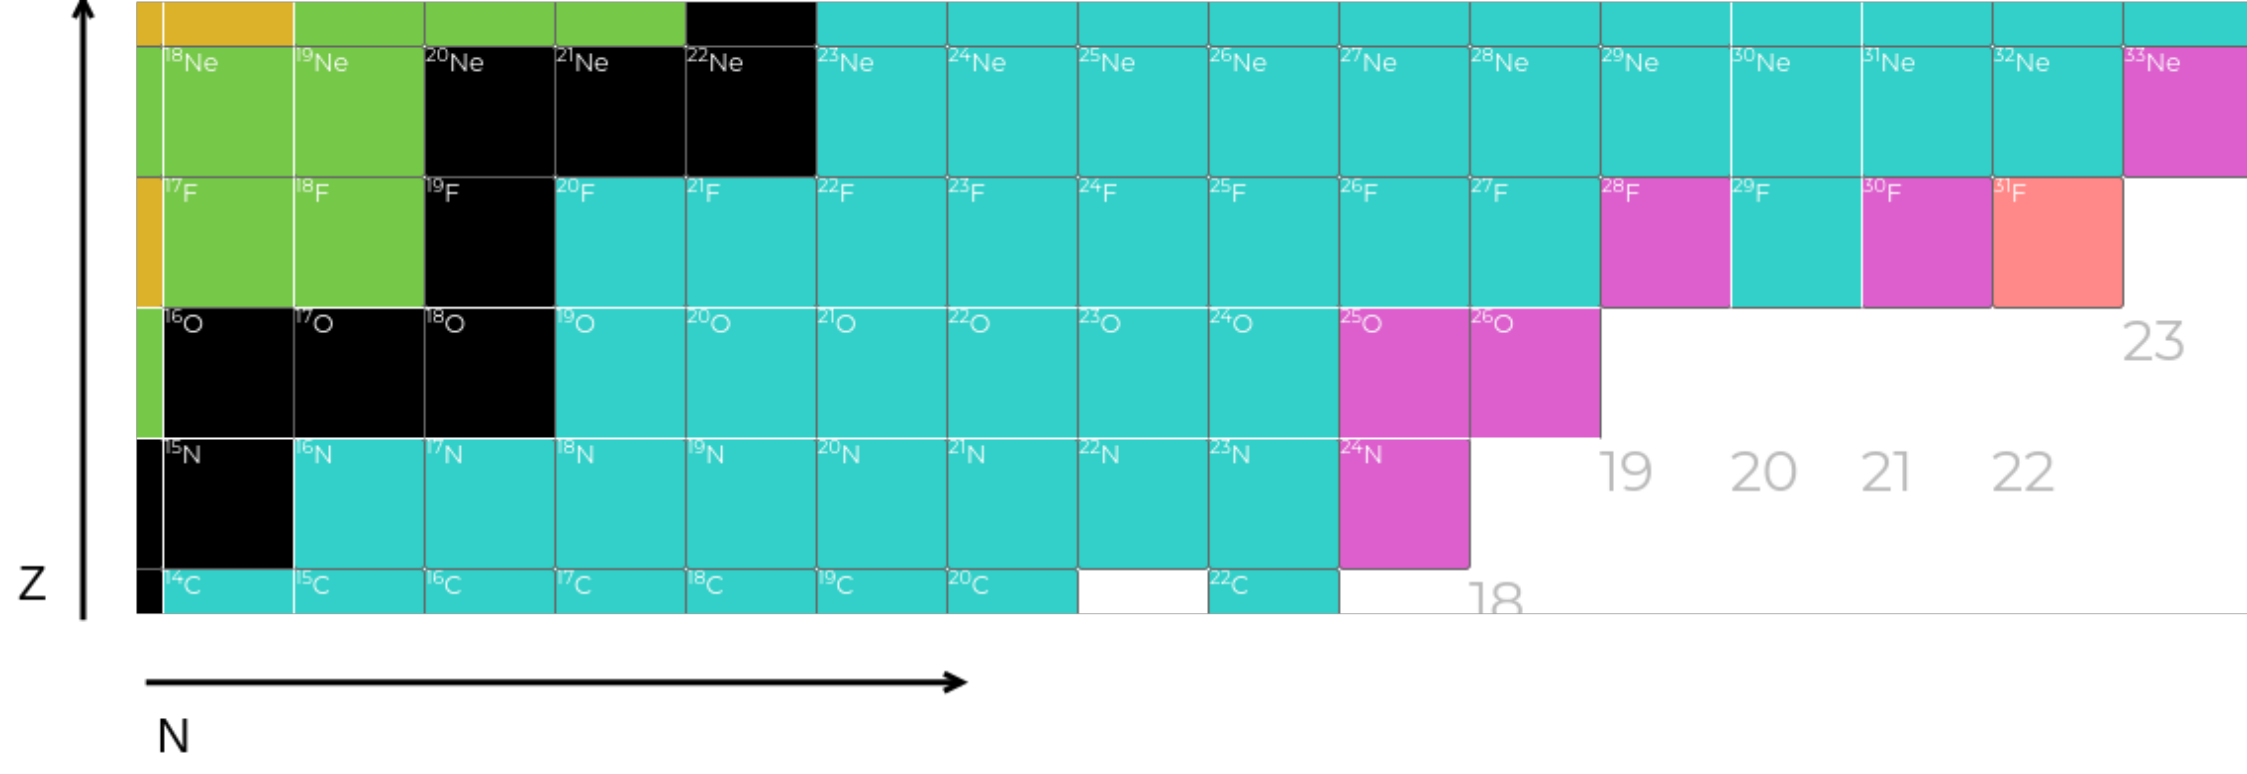 18Ne 19Ne 20Ne 21Ne 22Ne 23Ne 24Ne 25Ne 26Ne 27Ne 28Ne 29Ne 30Ne 31Ne 32Ne 33Ne
17F 18F 19F 20F 21F 22F 23F 24F 25F 26F 27F 28F 29F 30F 31F
16O 17O 18O 19O 20O 21O 22O 23O 24O 25O 26O 23
15N 16N 17N 18N 19N 20N 21N 22N 23N 24N 19 20 21 22
Z 14C 15C 16C 17C 18C 19C 20C 22C 18
N